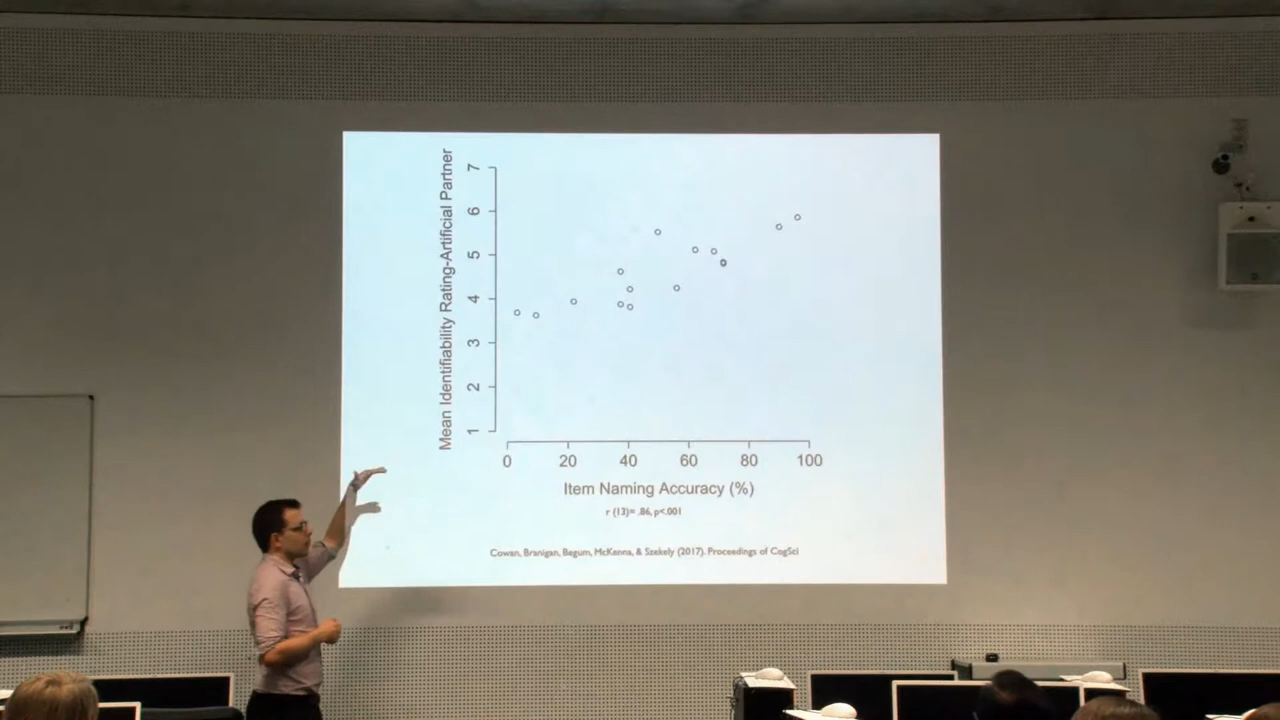 Mean Identifiability Rating-Artificial Partner
7
6
5
4
3
2
1
0 20 40 60 80 100
Item Naming Accuracy (%)
r (13)= .86, p<.001
Cowan, Branigan, Begum, McKenna, & Szekely (2017). Proceedings of CogSci